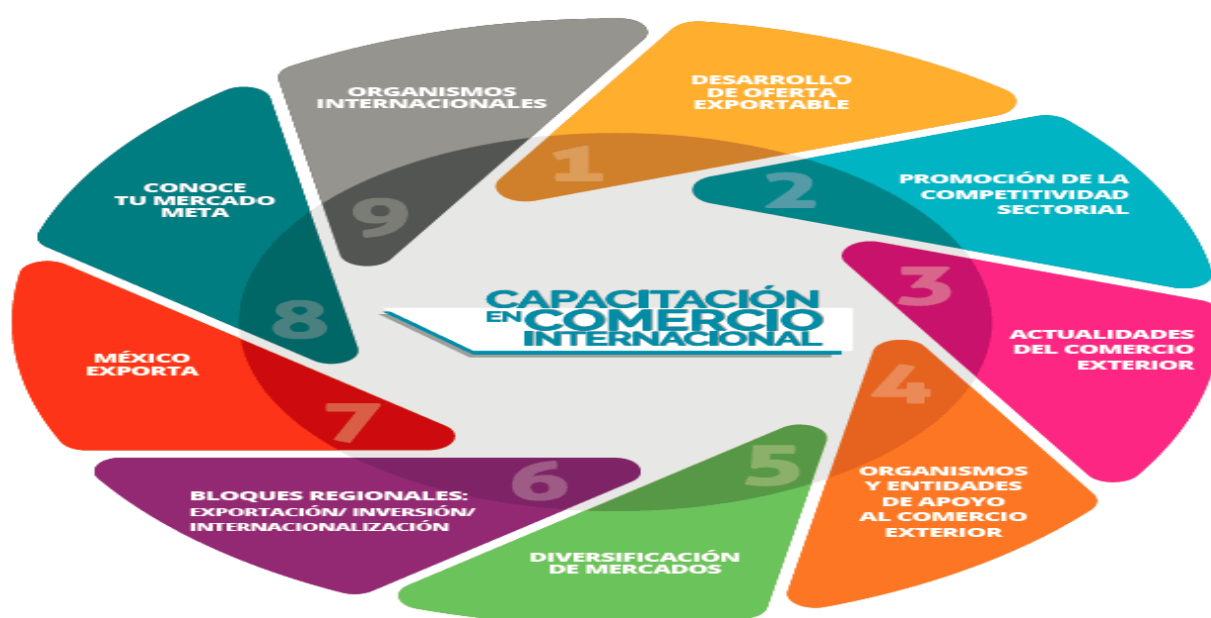 CAPACITACIÓN
EN COMERCIO
INTERNACIONAL
1
DESARROLLO
DE OFERTA
EXPORTABLE
2
PROMOCIÓN DE LA
COMPETITIVIDAD
SECTORIAL
3
ACTUALIDADES
DEL COMERCIO
EXTERIOR
4
ORGANISMOS
Y ENTIDADES
DE APOYO
AL COMERCIO
EXTERIOR
5
DIVERSIFICACIÓN
DE MERCADOS
6
BLOQUES REGIONALES:
EXPORTACIÓN/ INVERSIÓN/
INTERNACIONALIZACIÓN
7
MÉXICO
EXPORTA
8
CONOCE
TU MERCADO
META
9
ORGANISMOS
INTERNACIONALES